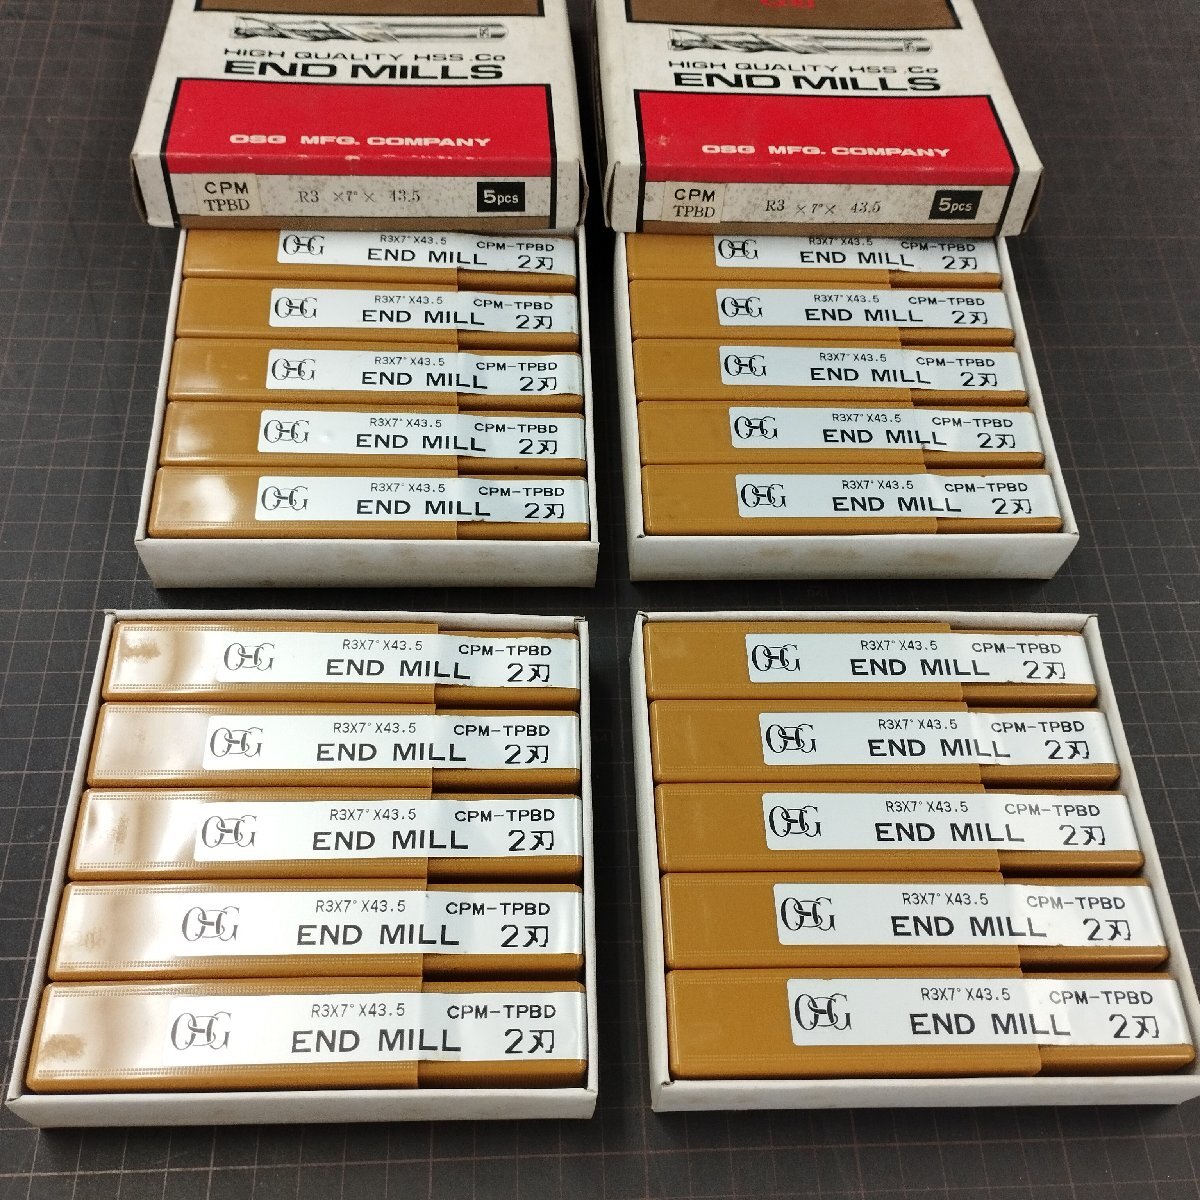 HIGH QUALITY HSS.Co
END MILLS
OSG MFG. COMPANY
CPM
TPBD
R3 ×7°× 43.5
5pcs
HIGH QUALITY HSS.Co
END MILLS
OSG MFG. COMPANY
CPM
TPBD
R3 ×7°× 43.5
5pcs
OSG R3X7°X43.5 CPM-TPBD
END MILL 2刃
OSG R3X7°X43.5 CPM-TPBD
END MILL 2刃
OSG R3X7°X43.5 CPM-TPBD
END MILL 2刃
OSG R3X7°X43.5 CPM-TPBD
END MILL 2刃
OSG R3X7°X43.5 CPM-TPBD
END MILL 2刃
OSG R3X7°X43.5 CPM-TPBD
END MILL 2刃
OSG R3X7°X43.5 CPM-TPBD
END MILL 2刃
OSG R3X7°X43.5 CPM-TPBD
END MILL 2刃
OSG R3X7°X43.5 CPM-TPBD
END MILL 2刃
OSG R3X7°X43.5 CPM-TPBD
END MILL 2刃
OSG R3X7°X43.5 CPM-TPBD
END MILL 2刃
OSG R3X7°X43.5 CPM-TPBD
END MILL 2刃
OSG R3X7°X43.5 CPM-TPBD
END MILL 2刃
OSG R3X7°X43.5 CPM-TPBD
END MILL 2刃
OSG R3X7°X43.5 CPM-TPBD
END MILL 2刃
OSG R3X7°X43.5 CPM-TPBD
END MILL 2刃
OSG R3X7°X43.5 CPM-TPBD
END MILL 2刃
OSG R3X7°X43.5 CPM-TPBD
END MILL 2刃
OSG R3X7°X43.5 CPM-TPBD
END MILL 2刃
OSG R3X7°X43.5 CPM-TPBD
END MILL 2刃